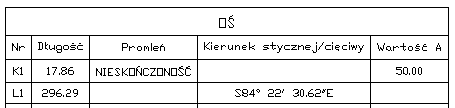 OŚ
Nr Długość Promień Kierunek stycznej/cięciwy Wartość A
K1 17.86 NIESKOŃCZONOŚĆ 50.00
L1 296.29 S84° 22' 30.62"E